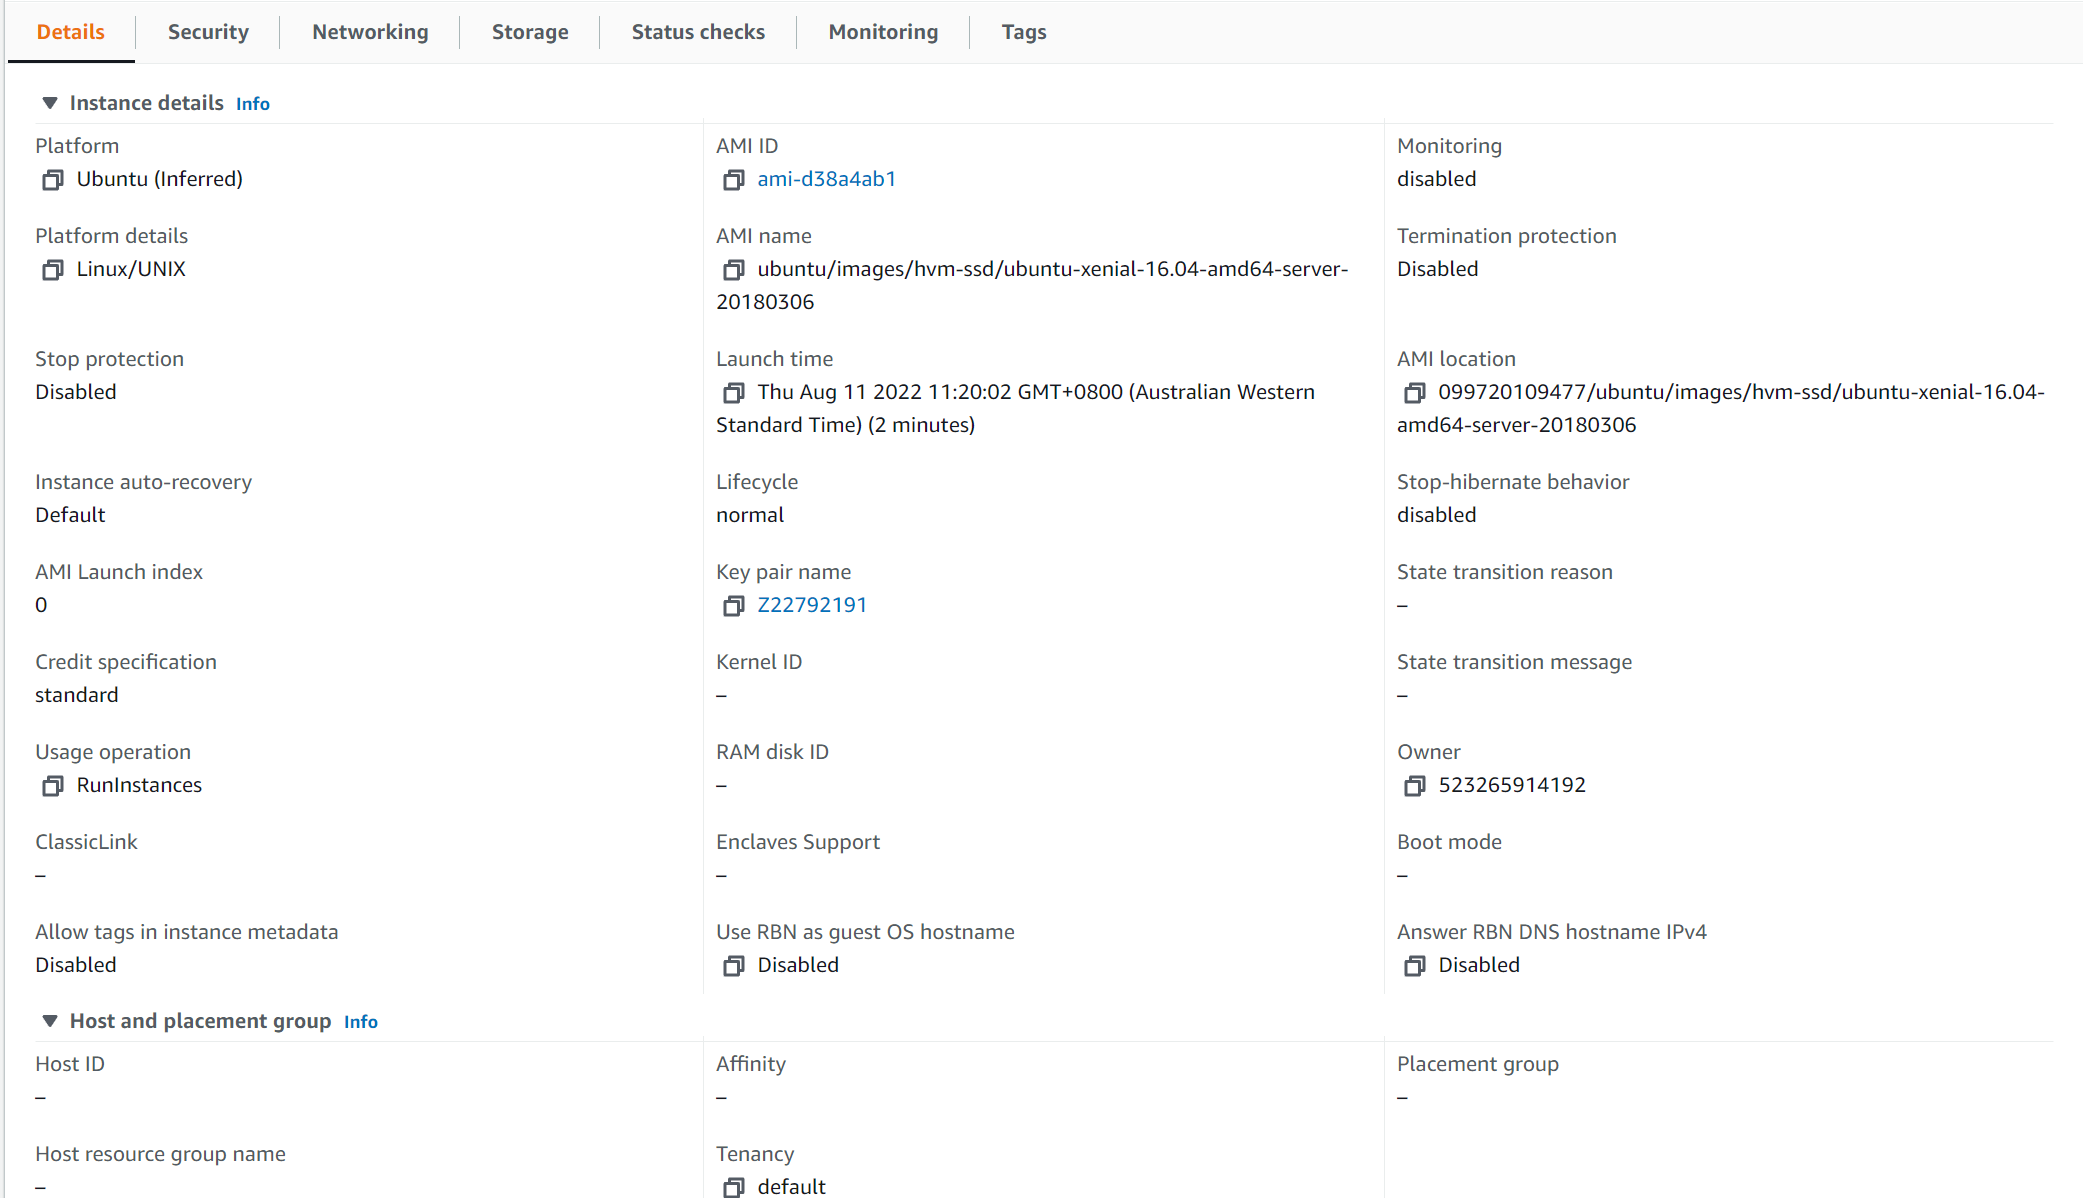 Details
Security
Networking
Storage
Status checks
Monitoring
Tags
Instance details Info
Platform
Ubuntu (Inferred)
AMI ID
ami-d38a4ab1
Monitoring
disabled
Platform details
Linux/UNIX
AMI name
ubuntu/images/hvm-ssd/ubuntu-xenial-16.04-amd64-server-
20180306
Termination protection
Disabled
Stop protection
Disabled
Launch time
Thu Aug 11 2022 11:20:02 GMT+0800 (Australian Western
Standard Time) (2 minutes)
AMI location
099720109477/ubuntu/images/hvm-ssd/ubuntu-xenial-16.04-
amd64-server-20180306
Instance auto-recovery
Default
Lifecycle
normal
Stop-hibernate behavior
disabled
AMI Launch index
0
Key pair name
Z22792191
State transition reason
–
Credit specification
standard
Kernel ID
–
State transition message
–
Usage operation
RunInstances
RAM disk ID
–
Owner
523265914192
ClassicLink
–
Enclaves Support
–
Boot mode
–
Allow tags in instance metadata
Disabled
Use RBN as guest OS hostname
Disabled
Answer RBN DNS hostname IPv4
Disabled
Host and placement group Info
Host ID
–
Affinity
–
Placement group
–
Host resource group name
–
Tenancy
default